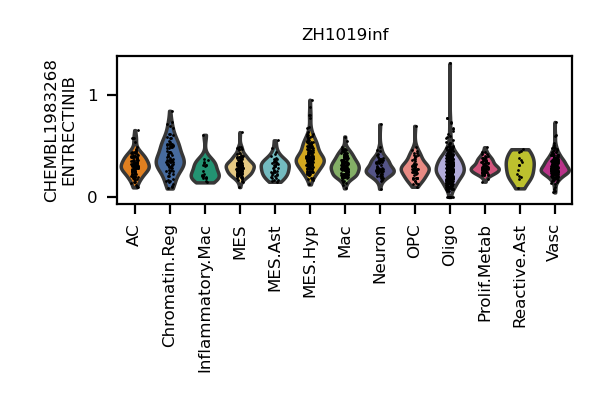 ZH1019inf
CHEMBL1983268
ENTRECTINIB
1
0
AC
Chromatin.Reg
Inflammatory.Mac
MES
MES.Ast
MES.Hyp
Mac
Neuron
OPC
Oligo
Prolif.Metab
Reactive.Ast
Vasc